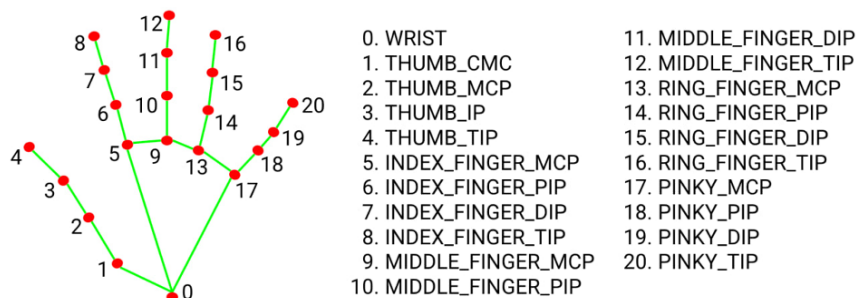 12
8
16
11
7
15
20
6
10
14
4
5
9
19
3
13
18
2
17
1
0
0. WRIST
1. THUMB_CMC
2. THUMB_MCP
3. THUMB_IP
4. THUMB_TIP
5. INDEX_FINGER_MCP
6. INDEX_FINGER_PIP
7. INDEX_FINGER_DIP
8. INDEX_FINGER_TIP
9. MIDDLE_FINGER_MCP
10. MIDDLE_FINGER_PIP
11. MIDDLE_FINGER_DIP
12. MIDDLE_FINGER_TIP
13. RING_FINGER_MCP
14. RING_FINGER_PIP
15. RING_FINGER_DIP
16. RING_FINGER_TIP
17. PINKY_MCP
18. PINKY_PIP
19. PINKY_DIP
20. PINKY_TIP